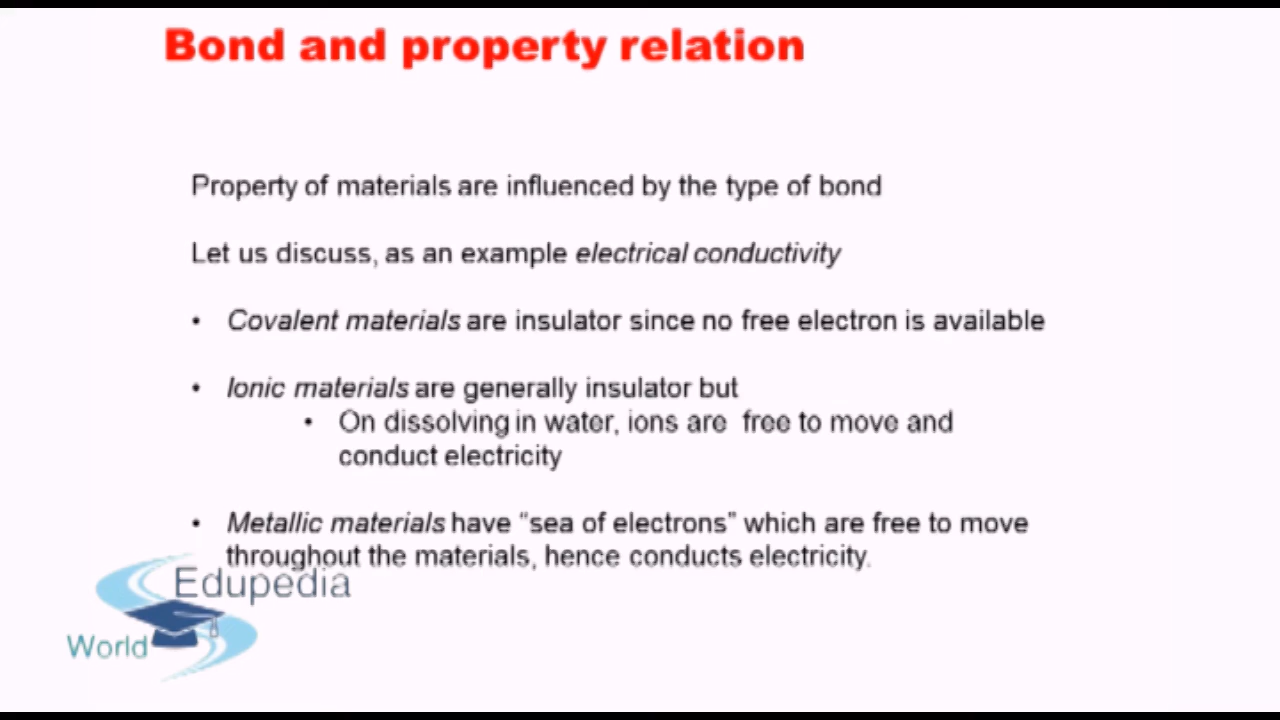 Bond and property relation
Property of materials are influenced by the type of bond
Let us discuss, as an example electrical conductivity
• Covalent materials are insulator since no free electron is available
• Ionic materials are generally insulator but
• On dissolving in water, ions are free to move and
conduct electricity
• Metallic materials have “sea of electrons” which are free to move
throughout the materials, hence conducts electricity.
Edupedia
World